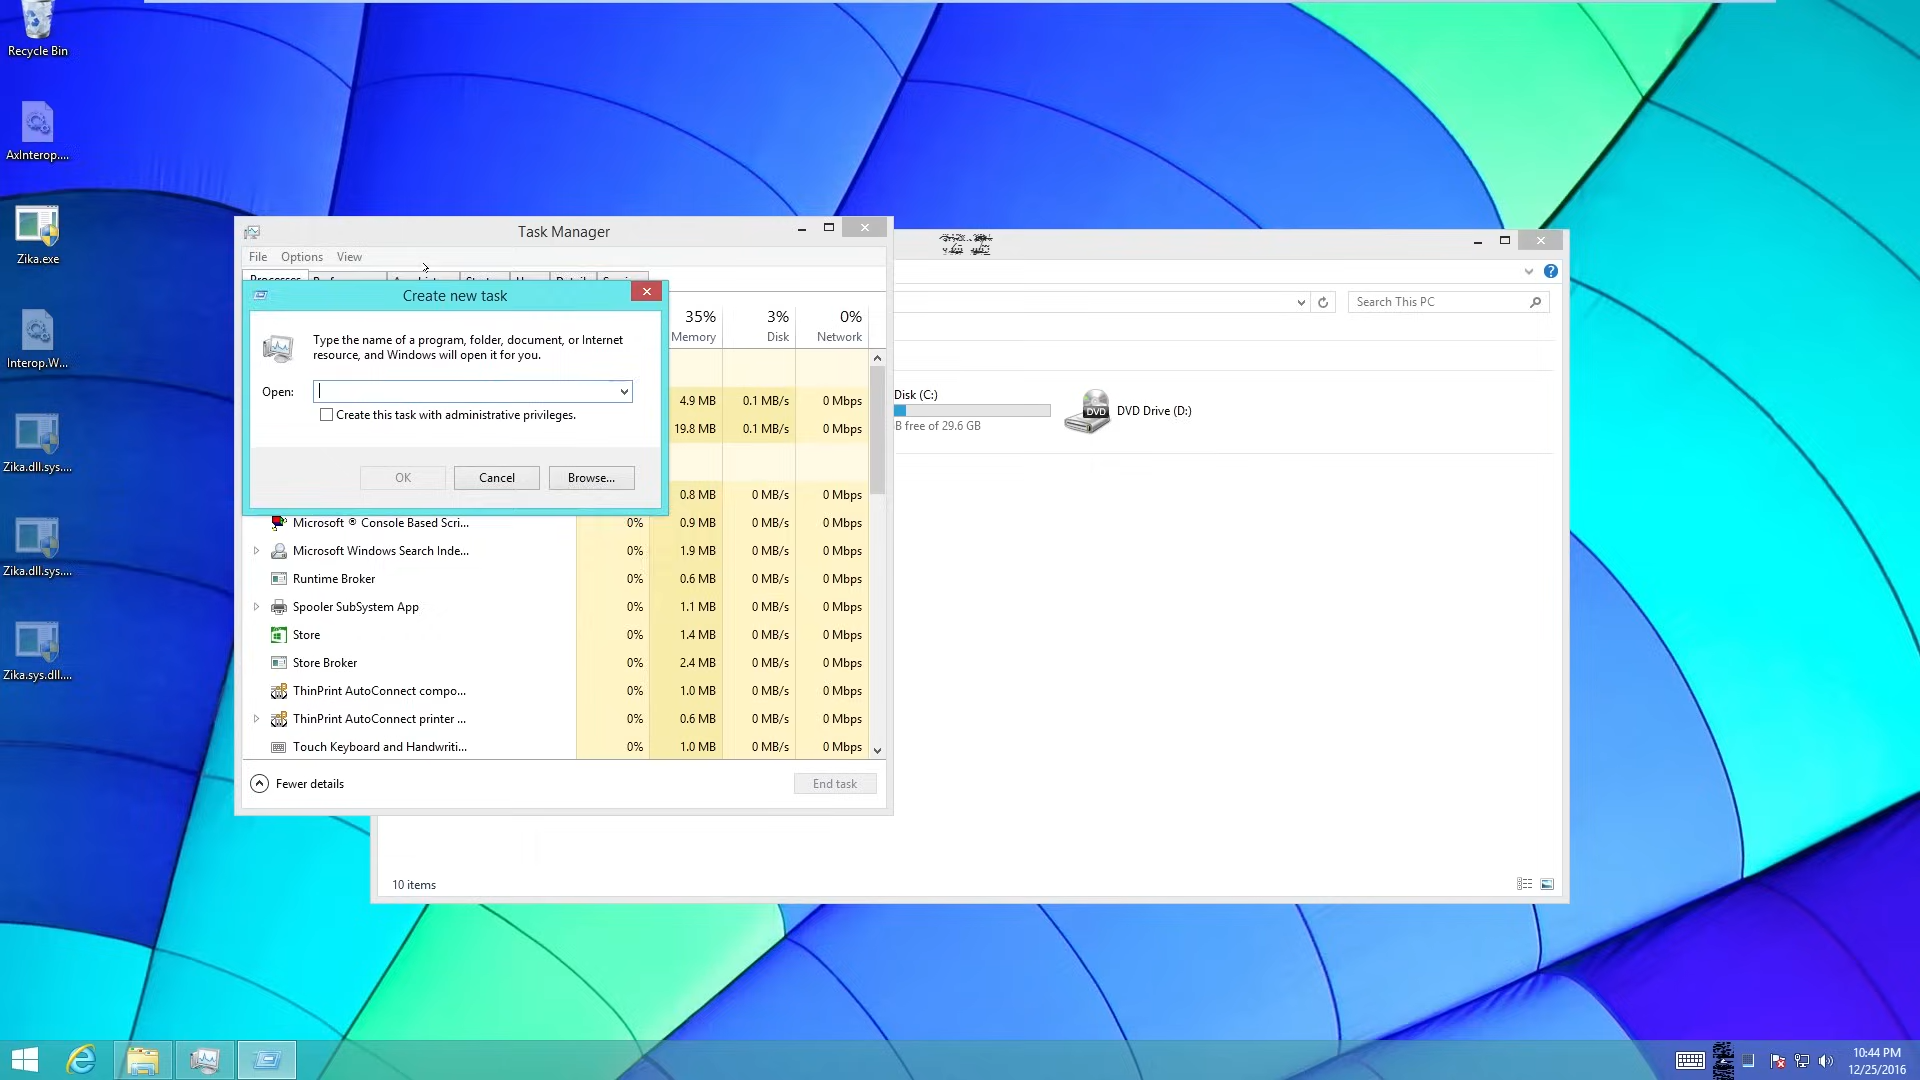 Recycle Bin
AxInterop....
Zika.exe
Interop.W...
Zika.dll.sys....
Zika.dll.sys....
Zika.sys.dll....
Task Manager
File Options View
Processes
Create new task
Type the name of a program, folder, document, or Internet
resource, and Windows will open it for you.
Open:
Create this task with administrative privileges.
OK Cancel Browse...
35% 3% 0%
Memory Disk Network
4.9 MB 0.1 MB/s 0 Mbps
19.8 MB 0.1 MB/s 0 Mbps
0.8 MB 0 MB/s 0 Mbps
Microsoft ® Console Based Scri... 0% 0.9 MB 0 MB/s 0 Mbps
Microsoft Windows Search Inde... 0% 1.9 MB 0 MB/s 0 Mbps
Runtime Broker 0% 0.6 MB 0 MB/s 0 Mbps
Spooler SubSystem App 0% 1.1 MB 0 MB/s 0 Mbps
Store 0% 1.4 MB 0 MB/s 0 Mbps
Store Broker 0% 2.4 MB 0 MB/s 0 Mbps
ThinPrint AutoConnect compo... 0% 1.0 MB 0 MB/s 0 Mbps
ThinPrint AutoConnect printer ... 0% 0.6 MB 0 MB/s 0 Mbps
Touch Keyboard and Handwriti... 0% 1.0 MB 0 MB/s 0 Mbps
Fewer details
End task
Search This PC
Disk (C:)
B free of 29.6 GB
DVD
DVD Drive (D:)
10 items
10:44 PM
12/25/2016